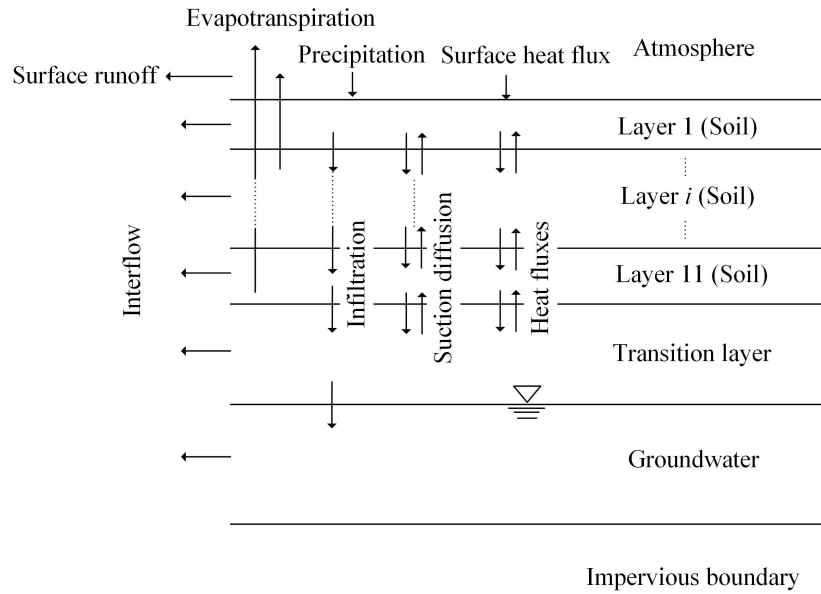 Evapotranspiration
Precipitation
Surface heat flux
Atmosphere
Surface runoff
Layer 1 (Soil)
Layer i (Soil)
Interflow
Infiltration
Suction diffusion
Heat fluxes
Layer 11 (Soil)
Transition layer
Groundwater
Impervious boundary